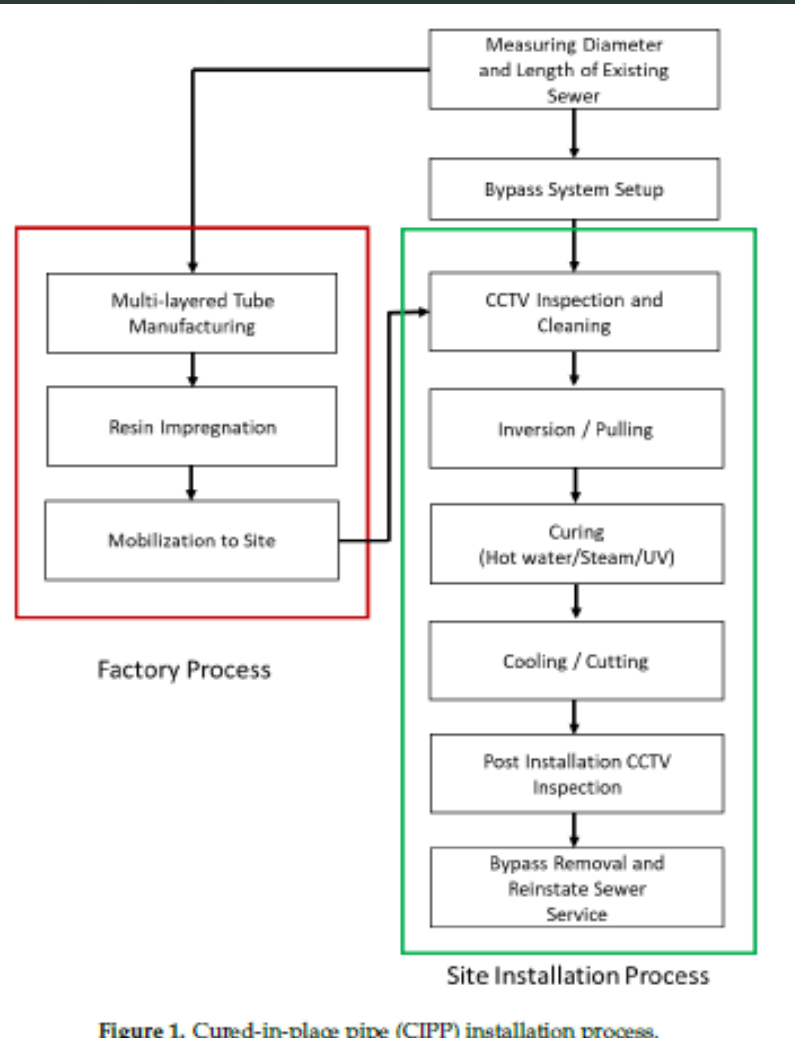 Measuring Diameter
and Length of Existing
Sewer
Bypass System Setup
Multi-layered Tube
Manufacturing
Resin Impregnation
Mobilization to Site
Factory Process
CCTV Inspection and
Cleaning
Inversion / Pulling
Curing
(Hot water/Steam/UV)
Cooling / Cutting
Post Installation CCTV
Inspection
Bypass Removal and
Reinstate Sewer
Service
Site Installation Process
Figure 1. Cured-in-place pipe (CIPP) installation process.